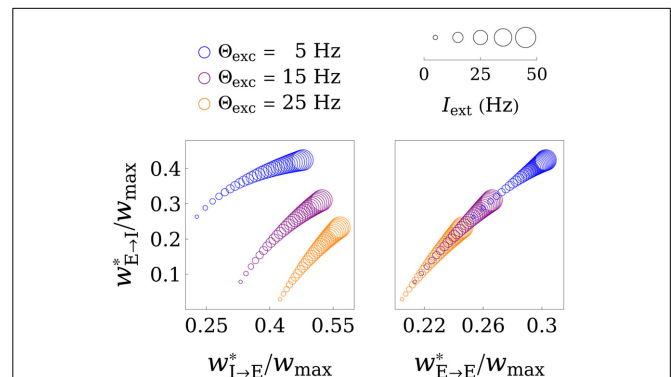 Θexc = 5 Hz
Θexc = 15 Hz
Θexc = 25 Hz
0 25 50
Iext (Hz)
0.4
0.3
0.2
0.1
w*E→I/wmax
0.25 0.4 0.55
w*I→E/wmax
0.22 0.26 0.3
w*E→E/wmax